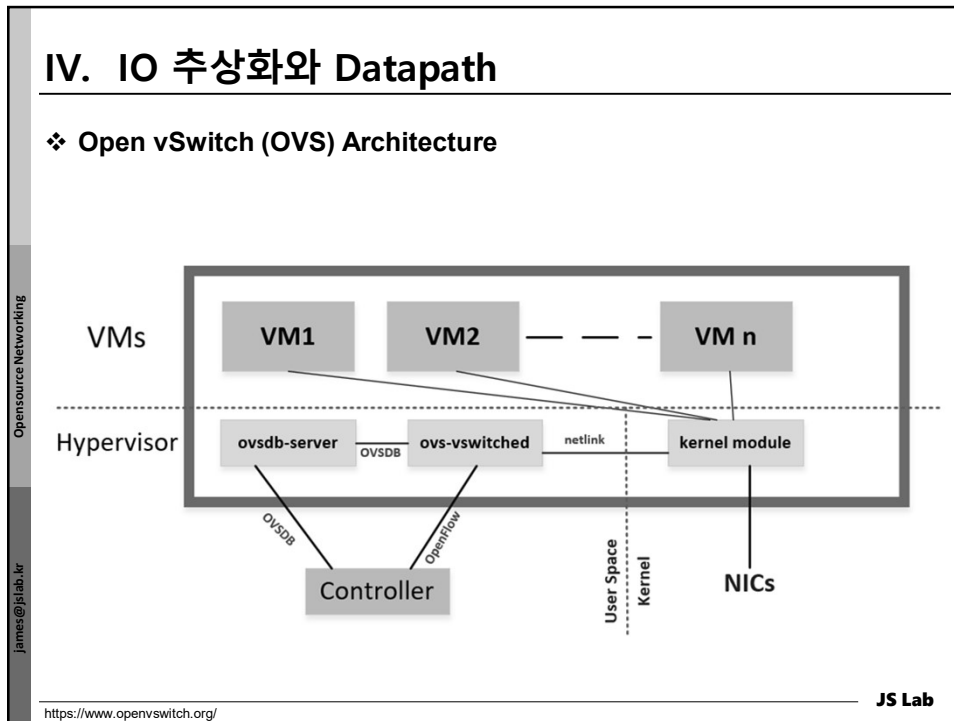 IV. IO 추상화와 Datapath
❖ Open vSwitch (OVS) Architecture
Opensource Networking
james@jslab.kr
VMs
VM1
VM2
VM n
Hypervisor
ovsdb-server
OVSDB
ovs-vswitched
netlink
kernel module
OVSDB
OpenFlow
Controller
User Space
Kernel
NICs
JS Lab
https://www.openvswitch.org/